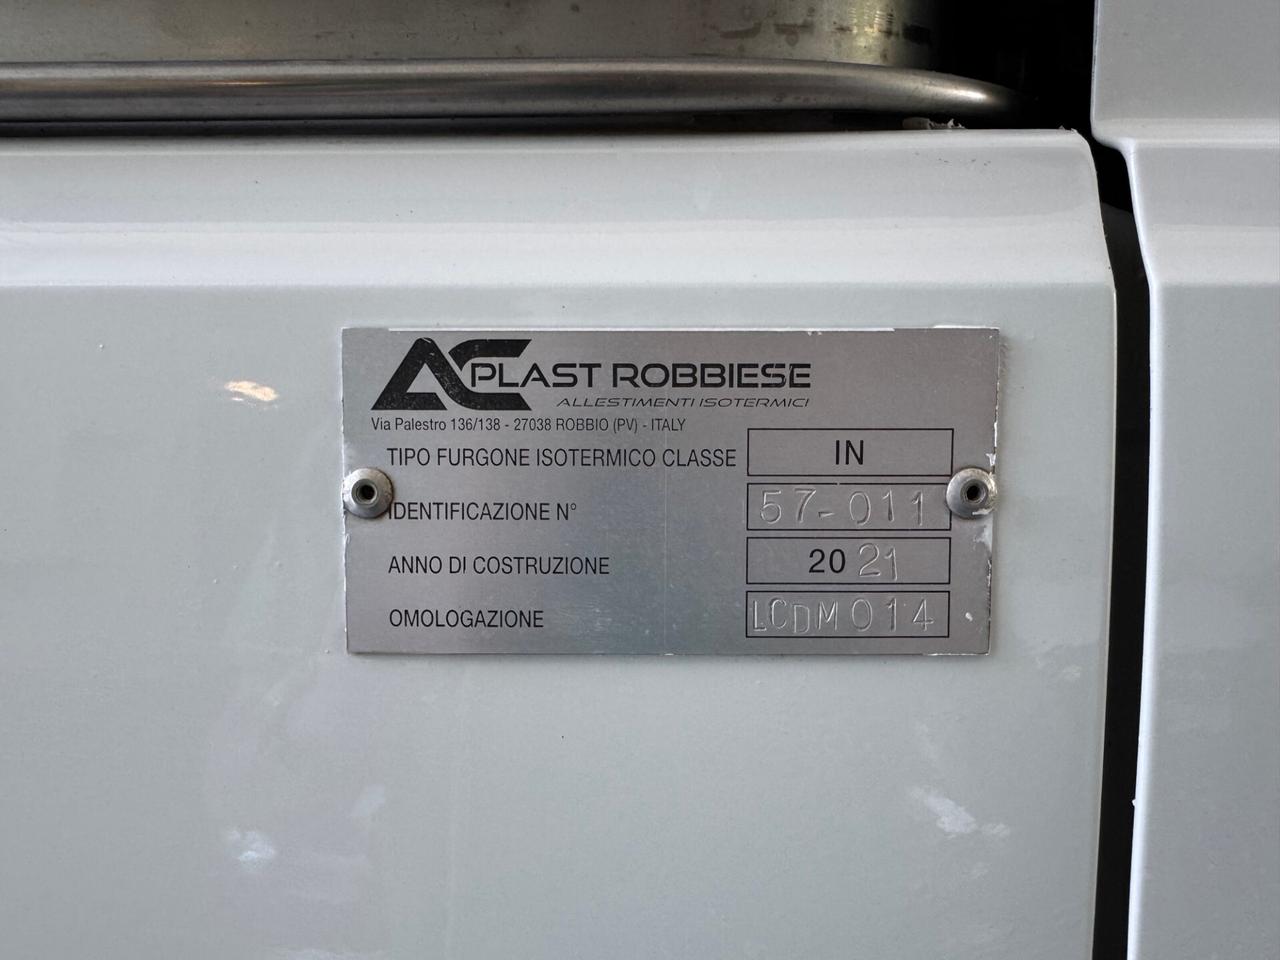 AC PLAST ROBBIESE
ALLESTIMENTI ISOTERMICI
Via Palestro 136/138 - 27038 ROBBIO (PV) - ITALY
TIPO FURGONE ISOTERMICO CLASSE IN
IDENTIFICAZIONE N° 57-011
ANNO DI COSTRUZIONE 2021
OMOLOGAZIONE LCDM014